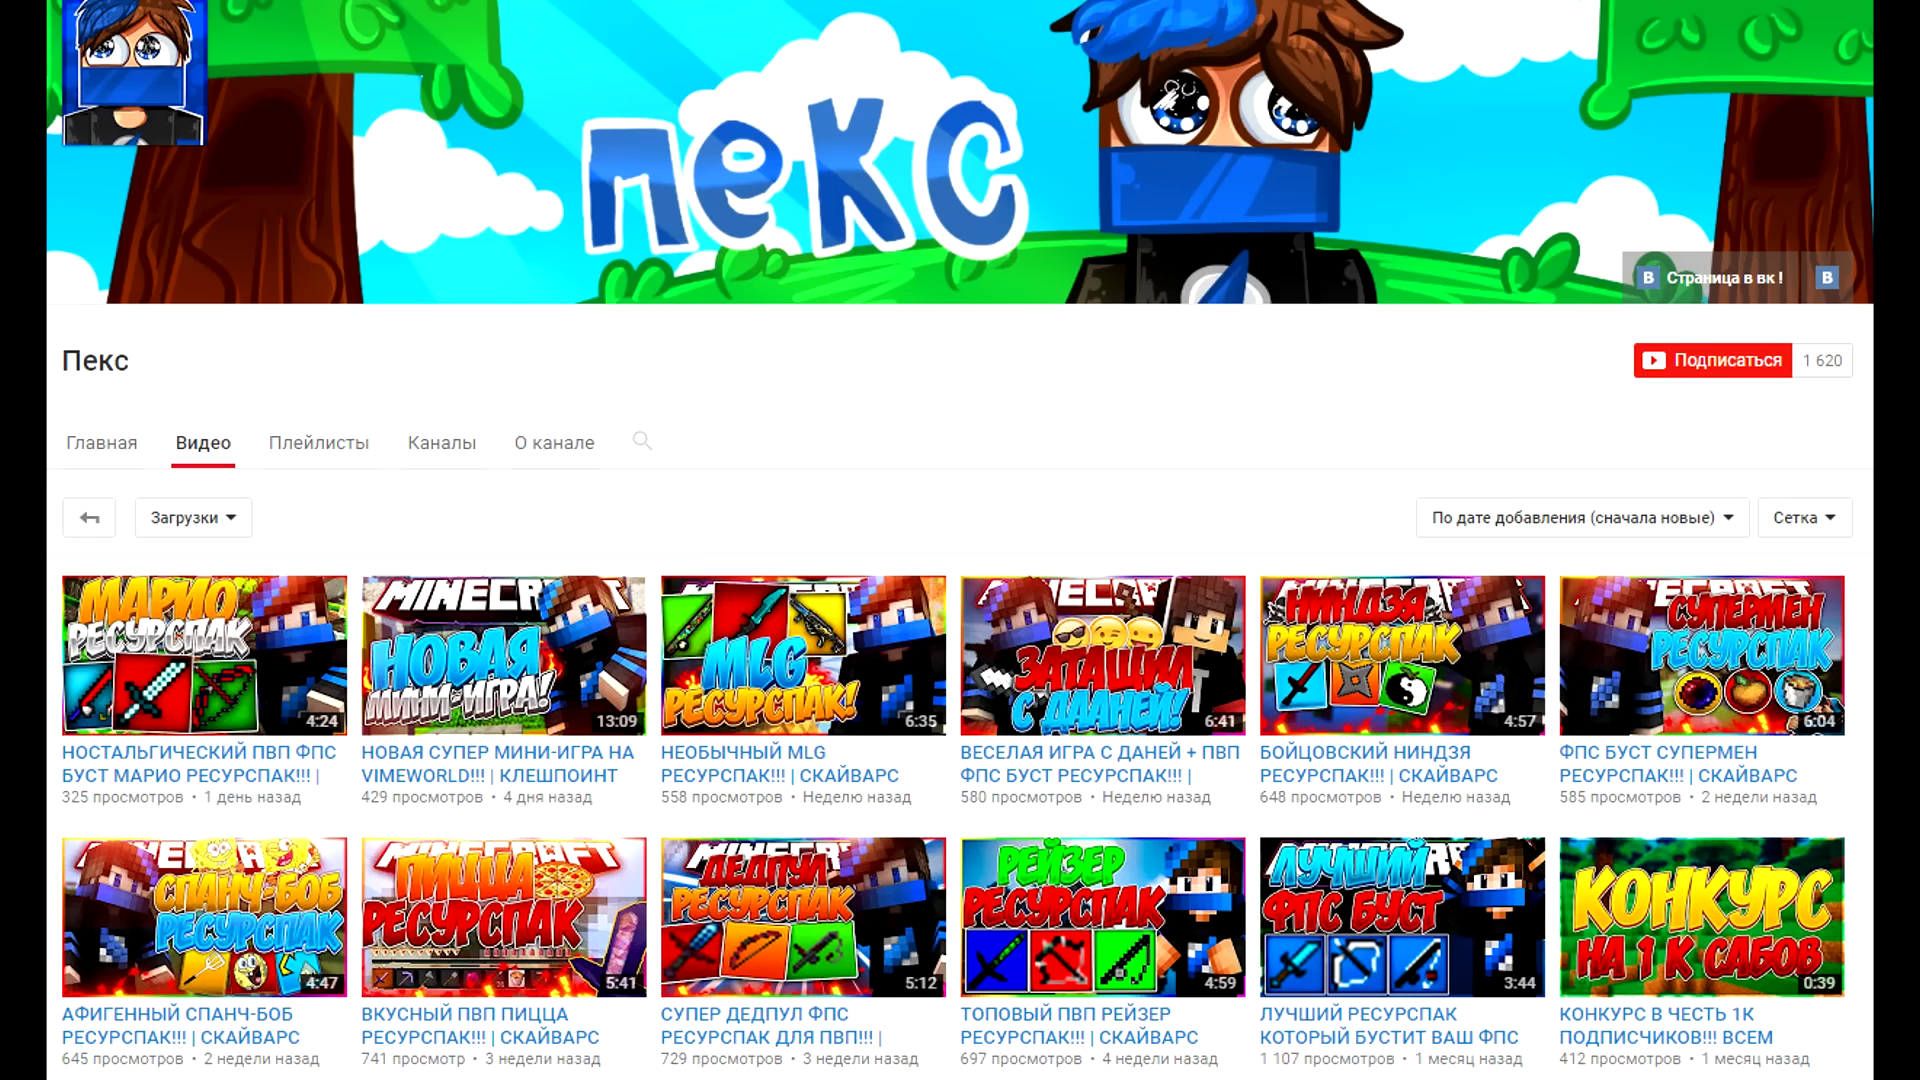 пекс
В Страница в вк !
В
Пекс
Подписаться 1 620
Главная Видео Плейлисты Каналы О канале
Загрузки По дате добавления (сначала новые) Сетка
МАРИО
РЕСУРСПАК
4:24
MINECR
НОВАЯ
МИНИ-ИГРА!
13:09
MLG
РЕСУРСПАК!
6:35
ЗАТАЩИЛ
С ДААНЕЙ!
6:41
НИНДЗЯ
РЕСУРСПАК
4:57
СУПЕРМЕН
РЕСУРСПАК
6:04
НОСТАЛЬГИЧЕСКИЙ ПВП ФПС
БУСТ МАРИО РЕСУРСПАК!!! |
325 просмотров • 1 день назад
НОВАЯ СУПЕР МИНИ-ИГРА НА
VIMEWORLD!!! | КЛЕШПОИНТ
429 просмотров • 4 дня назад
НЕОБЫЧНЫЙ MLG
РЕСУРСПАК!!! | СКАЙВАРС
558 просмотров • Неделю назад
ВЕСЕЛАЯ ИГРА С ДАНЕЙ + ПВП
ФПС БУСТ РЕСУРСПАК!!! |
580 просмотров • Неделю назад
БОЙЦОВСКИЙ НИНДЗЯ
РЕСУРСПАК!!! | СКАЙВАРС
648 просмотров • Неделю назад
ФПС БУСТ СУПЕРМЕН
РЕСУРСПАК!!! | СКАЙВАРС
585 просмотров • 2 недели назад
СПАНЧ-БОБ
РЕСУРСПАК
4:47
MINECRAFT
ПИЦЦА
РЕСУРСПАК
5:41
ДЕДПУЛ
РЕСУРСПАК
5:12
РЕЙЗЕР
РЕСУРСПАК
4:59
ЛУЧШИЙ
ФПС БУСТ
3:44
КОНКУРС
НА 1 К САБОВ
0:39
АФИГЕННЫЙ СПАНЧ-БОБ
РЕСУРСПАК!!! | СКАЙВАРС
645 просмотров • 2 недели назад
ВКУСНЫЙ ПВП ПИЦЦА
РЕСУРСПАК!!! | СКАЙВАРС
741 просмотр • 3 недели назад
СУПЕР ДЕДПУЛ ФПС
РЕСУРСПАК ДЛЯ ПВП!!! |
729 просмотров • 3 недели назад
ТОПОВЫЙ ПВП РЕЙЗЕР
РЕСУРСПАК!!! | СКАЙВАРС
697 просмотров • 4 недели назад
ЛУЧШИЙ РЕСУРСПАК
КОТОРЫЙ БУСТИТ ВАШ ФПС
1 107 просмотров • 1 месяц назад
КОНКУРС В ЧЕСТЬ 1К
ПОДПИСЧИКОВ!!! ВСЕМ
412 просмотров • 1 месяц назад